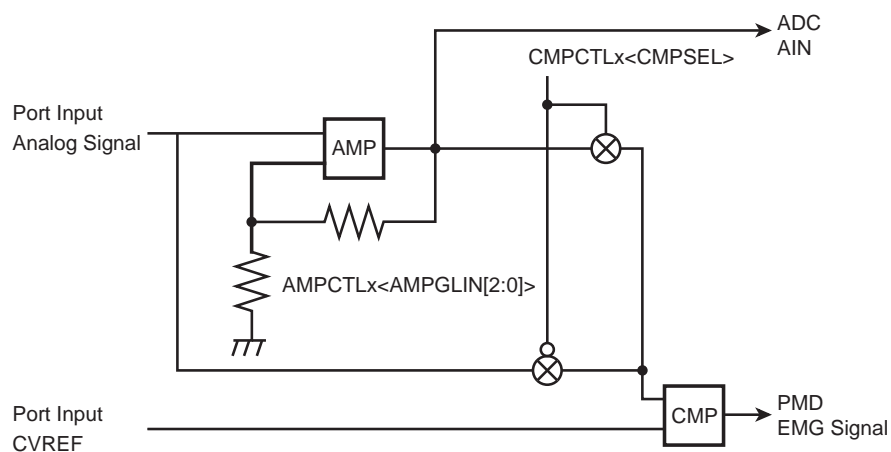 ADC
AIN
CMPCTLx<CMPSEL>
Port Input
Analog Signal
AMP
AMPCTLx<AMPGLIN[2:0]>
Port Input
CVREF
CMP
PMD
EMG Signal